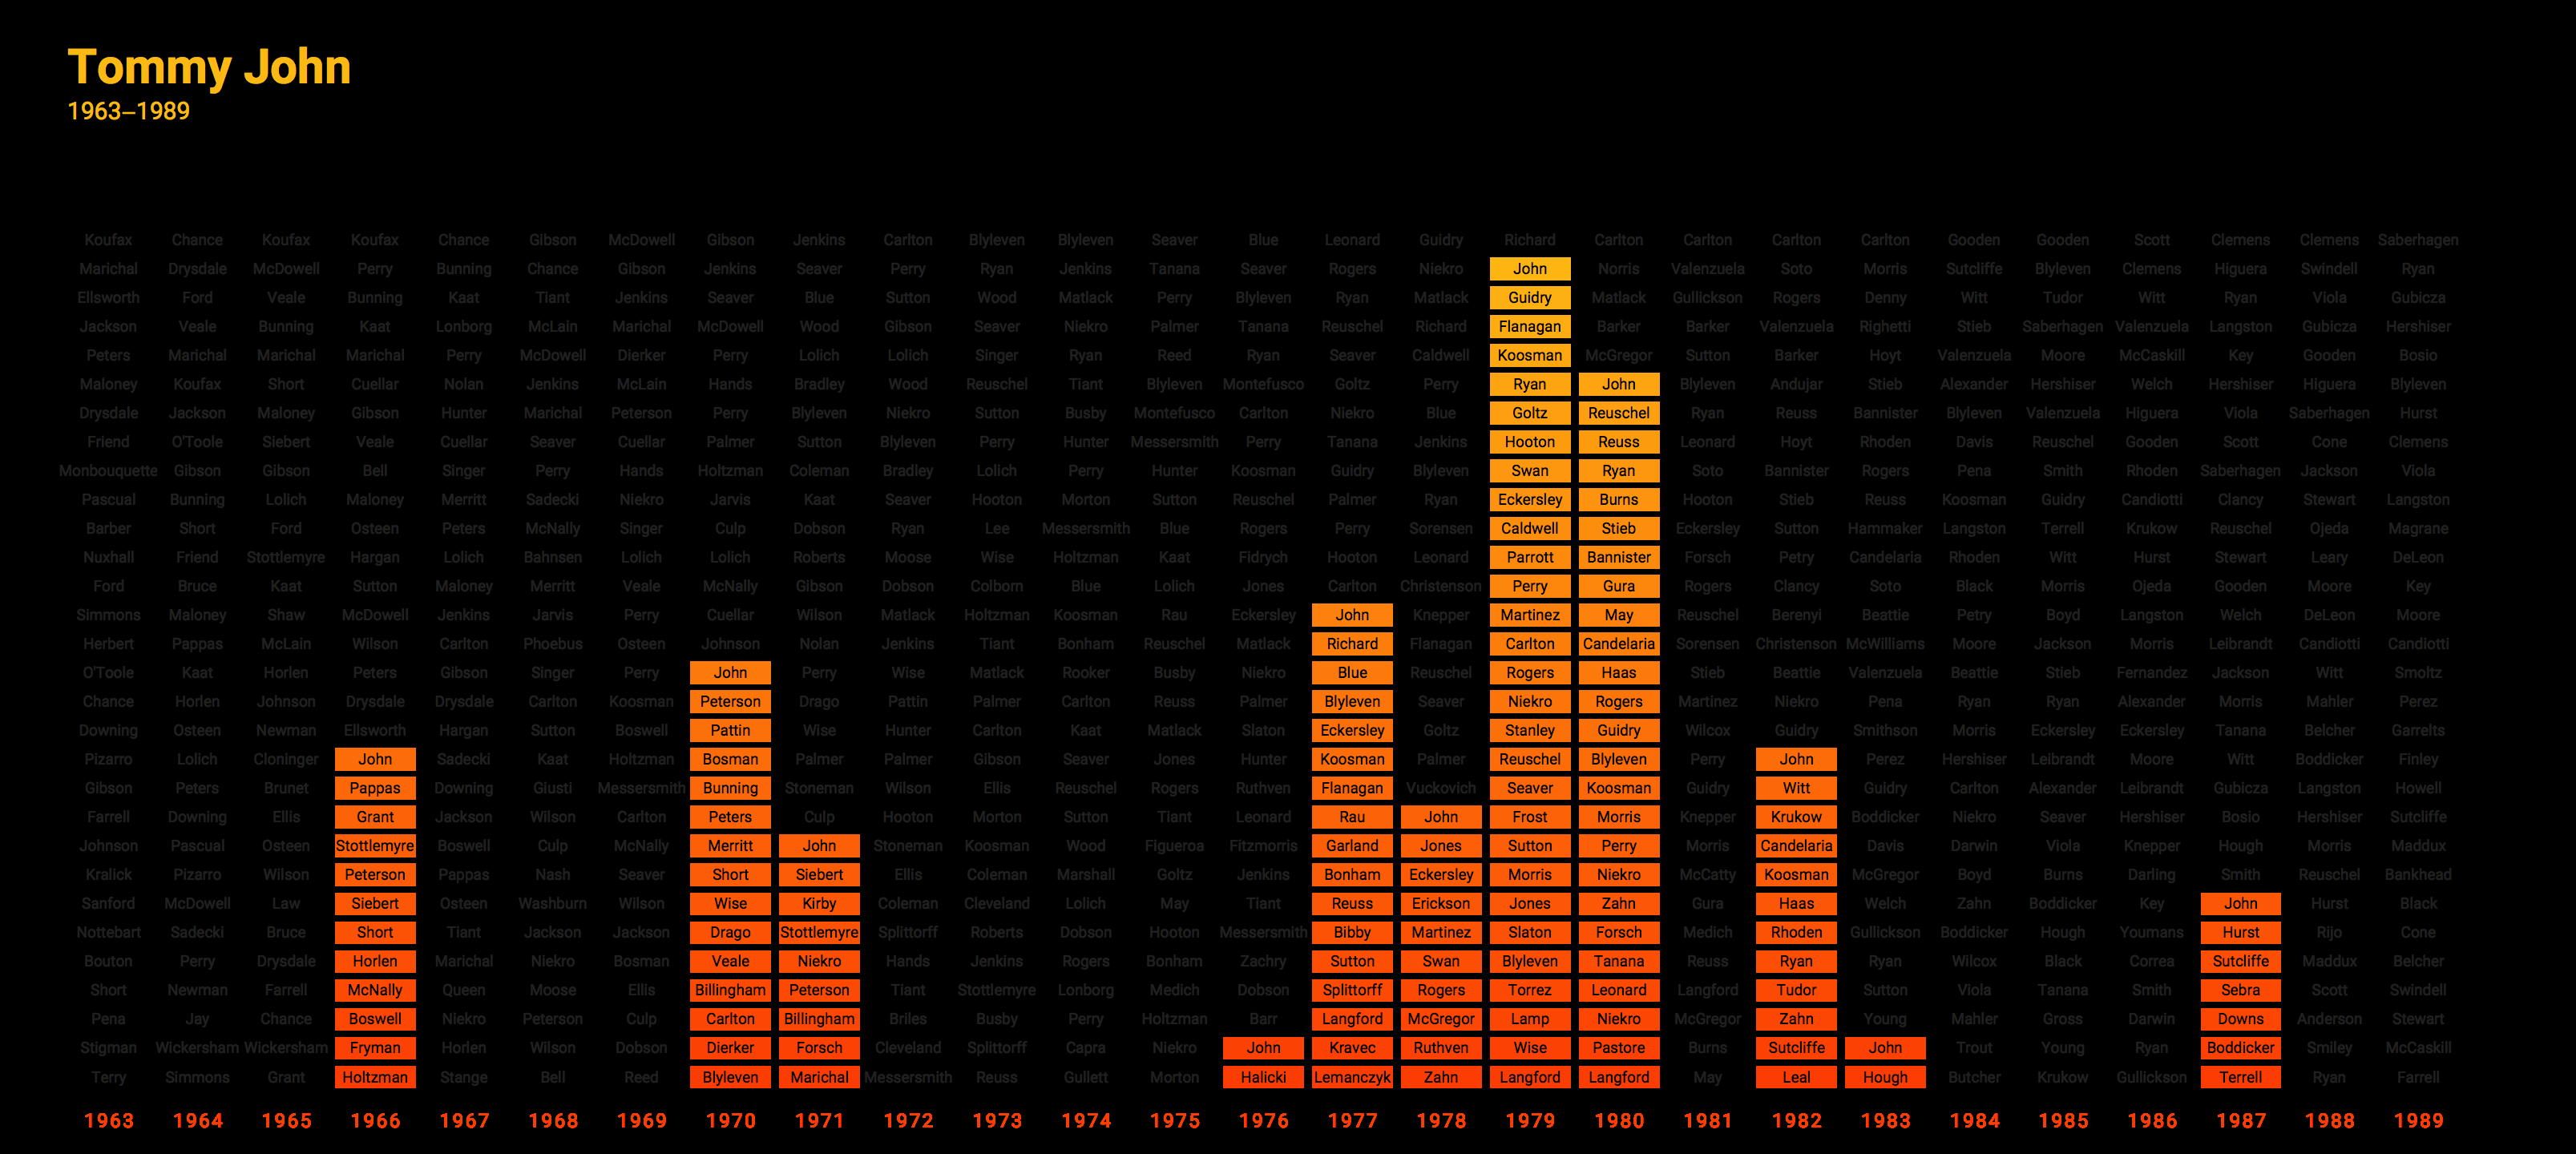 Tommy John
1963–1989
Koufax Chance Koufax Koufax Chance Gibson McDowell Gibson Jenkins Carlton Blyleven Blyleven Seaver Blue Leonard Guidry Richard Carlton Carlton Carlton Carlton Gooden Gooden Scott Clemens Clemens Saberhagen
Marichal Drysdale McDowell Perry Bunning Chance Gibson Jenkins Seaver Perry Ryan Jenkins Tanana Seaver Rogers Niekro John Norris Valenzuela Soto Morris Sutcliffe Blyleven Clemens Higuera Swindell Ryan
Ellsworth Ford Veale Bunning Kaat Tiant Jenkins Seaver Blue Sutton Wood Matlack Perry Blyleven Ryan Matlack Guidry Matlack Gullickson Rogers Denny Witt Tudor Witt Ryan Viola Gubicza
Jackson Veale Bunning Kaat Lonborg McLain Marichal McDowell Wood Gibson Seaver Niekro Palmer Tanana Reuschel Richard Flanagan Barker Barker Valenzuela Righetti Stieb Saberhagen Valenzuela Langston Gubicza Hershiser
Peters Marichal Marichal Marichal Perry McDowell Dierker Perry Lolich Lolich Singer Ryan Reed Ryan Seaver Caldwell Koosman McGregor Sutton Barker Hoyt Valenzuela Moore McCaskill Key Gooden Bosio
Maloney Koufax Short Cuellar Nolan Jenkins McLain Hands Bradley Wood Reuschel Tiant Blyleven Montefusco Goltz Perry Ryan John Blyleven Andujar Stieb Alexander Hershiser Welch Hershiser Higuera Blyleven
Drysdale Jackson Maloney Gibson Hunter Marichal Peterson Perry Blyleven Niekro Sutton Busby Montefusco Carlton Niekro Blue Goltz Reuschel Ryan Reuss Bannister Blyleven Valenzuela Higuera Viola Saberhagen Hurst
Friend O'Toole Siebert Veale Cuellar Seaver Cuellar Palmer Sutton Blyleven Perry Hunter Messersmith Perry Tanana Jenkins Hooton Reuss Leonard Hoyt Rhoden Davis Reuschel Gooden Scott Cone Clemens
Monbouquette Gibson Gibson Bell Singer Perry Hands Holtzman Coleman Bradley Lolich Perry Hunter Koosman Guidry Blyleven Swan Ryan Soto Bannister Rogers Pena Smith Rhoden Saberhagen Jackson Viola
Pascual Bunning Lolich Maloney Merritt Sadecki Niekro Jarvis Kaat Seaver Hooton Morton Sutton Reuschel Palmer Ryan Eckersley Burns Hooton Stieb Reuss Koosman Guidry Candiotti Clancy Stewart Langston
Barber Short Ford Osteen Peters McNally Singer Culp Dobson Ryan Lee Messersmith Blue Rogers Perry Sorensen Caldwell Stieb Eckersley Sutton Hammaker Langston Terrell Krukow Reuschel Ojeda Magrane
Nuxhall Friend Stottlemyre Hargan Lolich Bahnsen Lolich Lolich Roberts Moose Wise Holtzman Kaat Fidrych Hooton Leonard Parrott Bannister Forsch Petry Candelaria Rhoden Witt Hurst Stewart Leary DeLeon
Ford Bruce Kaat Sutton Maloney Merritt Veale McNally Gibson Dobson Colborn Blue Lolich Jones Carlton Christenson Perry Gura Rogers Clancy Soto Black Morris Ojeda Gooden Moore Key
Simmons Maloney Shaw McDowell Jenkins Jarvis Perry Cuellar Wilson Matlack Holtzman Koosman Rau Eckersley John Knepper Martinez May Reuschel Berenyi Beattie Petry Boyd Langston Welch DeLeon Moore
Herbert Pappas McLain Wilson Carlton Phoebus Osteen Johnson Nolan Jenkins Tiant Bonham Reuschel Matlack Richard Flanagan Carlton Candelaria Sorensen Christenson McWilliams Moore Jackson Morris Leibrandt Candiotti Candiotti
O'Toole Kaat Horlen Peters Gibson Singer Perry John Perry Wise Matlack Rooker Busby Niekro Blue Reuschel Rogers Haas Stieb Beattie Valenzuela Beattie Stieb Fernandez Jackson Witt Smoltz
Chance Horlen Johnson Drysdale Drysdale Carlton Koosman Peterson Drago Pattin Palmer Carlton Reuss Palmer Blyleven Seaver Niekro Rogers Martinez Niekro Pena Ryan Ryan Alexander Morris Mahler Perez
Downing Osteen Newman Ellsworth Hargan Sutton Boswell Pattin Wise Hunter Carlton Kaat Matlack Slaton Eckersley Goltz Stanley Guidry Wilcox Guidry Smithson Morris Eckersley Eckersley Tanana Belcher Garrelts
Pizarro Lolich Cloninger John Sadecki Kaat Holtzman Bosman Palmer Palmer Gibson Seaver Jones Hunter Koosman Palmer Reuschel Blyleven Perry John Perez Hershiser Leibrandt Moore Witt Boddicker Finley
Gibson Peters Brunet Pappas Downing Giusti Messersmith Bunning Stoneman Wilson Ellis Reuschel Rogers Ruthven Flanagan Vuckovich Seaver Koosman Guidry Witt Guidry Carlton Alexander Leibrandt Gubicza Langston Howell
Farrell Downing Ellis Grant Jackson Wilson Carlton Peters Culp Hooton Morton Sutton Tiant Leonard Rau John Frost Morris Knepper Krukow Boddicker Niekro Seaver Hershiser Bosio Hershiser Sutcliffe
Johnson Pascual Osteen Stottlemyre Boswell Culp McNally Merritt John Stoneman Koosman Wood Figueroa Fitzmorris Garland Jones Sutton Perry Morris Candelaria Davis Darwin Viola Knepper Hough Morris Maddux
Kralick Pizarro Wilson Peterson Pappas Nash Seaver Short Siebert Ellis Coleman Marshall Goltz Jenkins Bonham Eckersley Morris Niekro McCatty Koosman McGregor Boyd Burns Darling Smith Reuschel Bankhead
Sanford McDowell Law Siebert Osteen Washburn Wilson Wise Kirby Coleman Cleveland Lolich May Tiant Reuss Erickson Jones Zahn Gura Haas Welch Zahn Boddicker Key John Hurst Black
Nottebart Sadecki Bruce Short Tiant Jackson Jackson Drago Stottlemyre Splittorff Roberts Dobson Hooton Messersmith Bibby Martinez Slaton Forsch Medich Rhoden Gullickson Boddicker Hough Youmans Hurst Rijo Cone
Bouton Perry Drysdale Horlen Marichal Niekro Bosman Veale Niekro Hands Jenkins Rogers Bonham Zachry Sutton Swan Blyleven Tanana Reuss Ryan Ryan Wilcox Black Correa Sutcliffe Maddux Belcher
Short Newman Farrell McNally Queen Moose Ellis Billingham Peterson Tiant Stottlemyre Lonborg Medich Dobson Splittorff Rogers Torrez Leonard Langford Tudor Sutton Viola Tanana Smith Sebra Scott Swindell
Pena Jay Chance Boswell Niekro Peterson Culp Carlton Billingham Briles Busby Perry Holtzman Barr Langford McGregor Lamp Niekro McGregor Zahn Young Mahler Gross Darwin Downs Anderson Stewart
Stigman Wickersham Wickersham Fryman Horlen Wilson Dobson Dierker Forsch Cleveland Splittorff Capra Niekro John Kravec Ruthven Wise Pastore Burns Sutcliffe John Trout Young Ryan Boddicker Smiley McCaskill
Terry Simmons Grant Holtzman Stange Bell Reed Blyleven Marichal Messersmith Reuss Gullett Morton Halicki Lemanczyk Zahn Langford Langford May Leal Hough Butcher Krukow Gullickson Terrell Ryan Farrell
1963 1964 1965 1966 1967 1968 1969 1970 1971 1972 1973 1974 1975 1976 1977 1978 1979 1980 1981 1982 1983 1984 1985 1986 1987 1988 1989